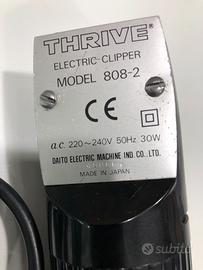 THRIVE®
ELECTRIC-CLIPPER
MODEL 808-2
CE
a.c. 220~240V 50Hz 30W
DAITO ELECTRIC MACHINE IND CO. LTD.
MADE IN JAPAN
subito